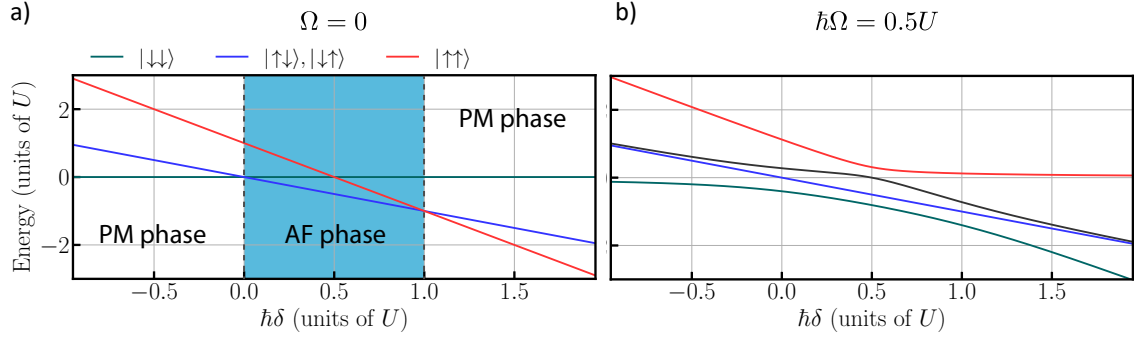 a)
Ω = 0
|↓↓⟩ |↑↓⟩, |↓↑⟩ |↑↑⟩
Energy (units of U)
2
0
−2
PM phase
PM phase
AF phase
−0.5 0.0 0.5 1.0 1.5
ħδ (units of U)
b)
ħΩ = 0.5U
−0.5 0.0 0.5 1.0 1.5
ħδ (units of U)